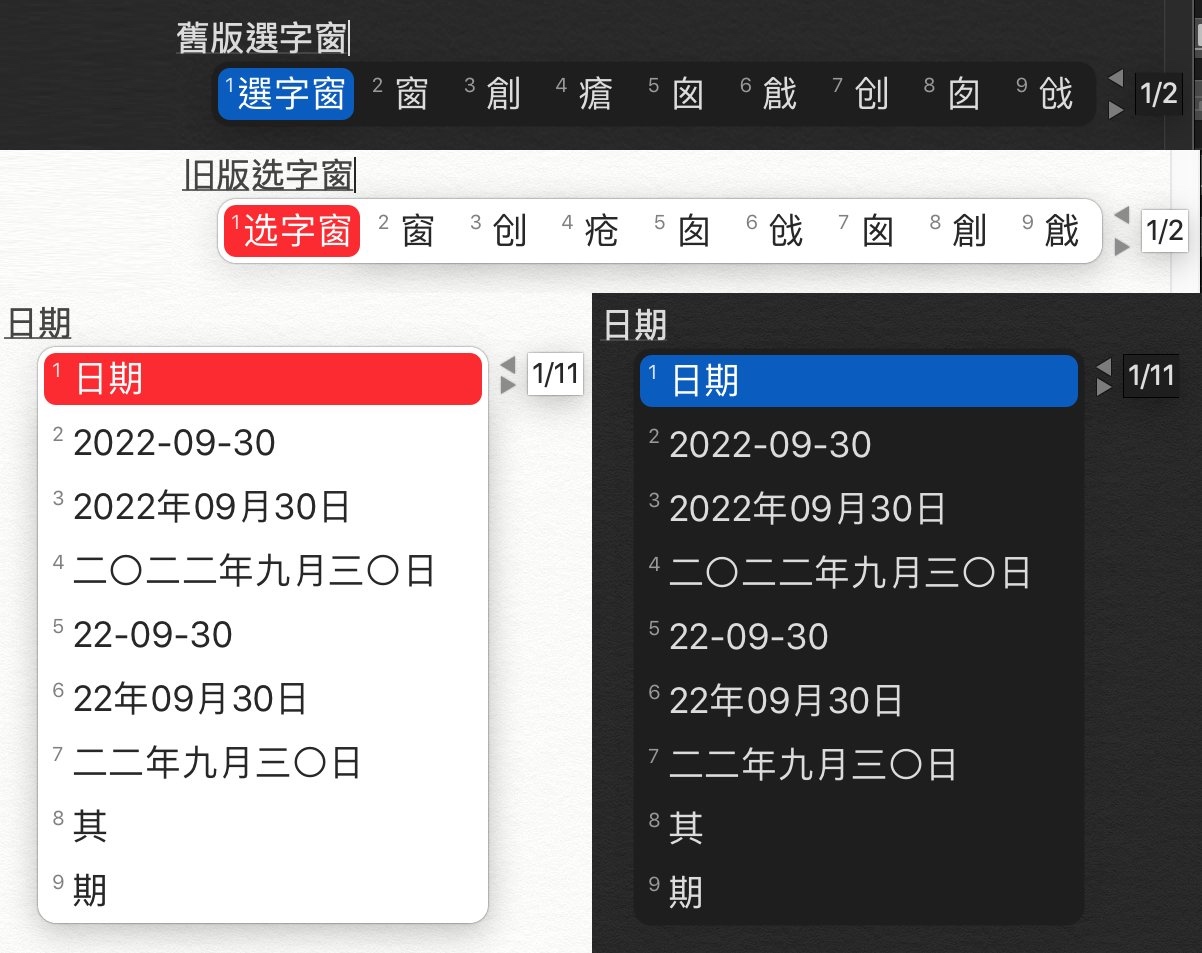 舊版選字窗
1選字窗 2 窗 3 創 4 瘡 5 囪 6 戧 7 创 8 囱 9 戗 1/2
旧版选字窗
1选字窗 2 窗 3 创 4 疮 5 囱 6 戗 7 囪 8 創 9 戧 1/2
日期
1 日期 1/11
2 2022-09-30
3 2022年09月30日
4 二〇二二年九月三〇日
5 22-09-30
6 22年09月30日
7 二二年九月三〇日
8 其
9 期
日期
1 日期 1/11
2 2022-09-30
3 2022年09月30日
4 二〇二二年九月三〇日
5 22-09-30
6 22年09月30日
7 二二年九月三〇日
8 其
9 期